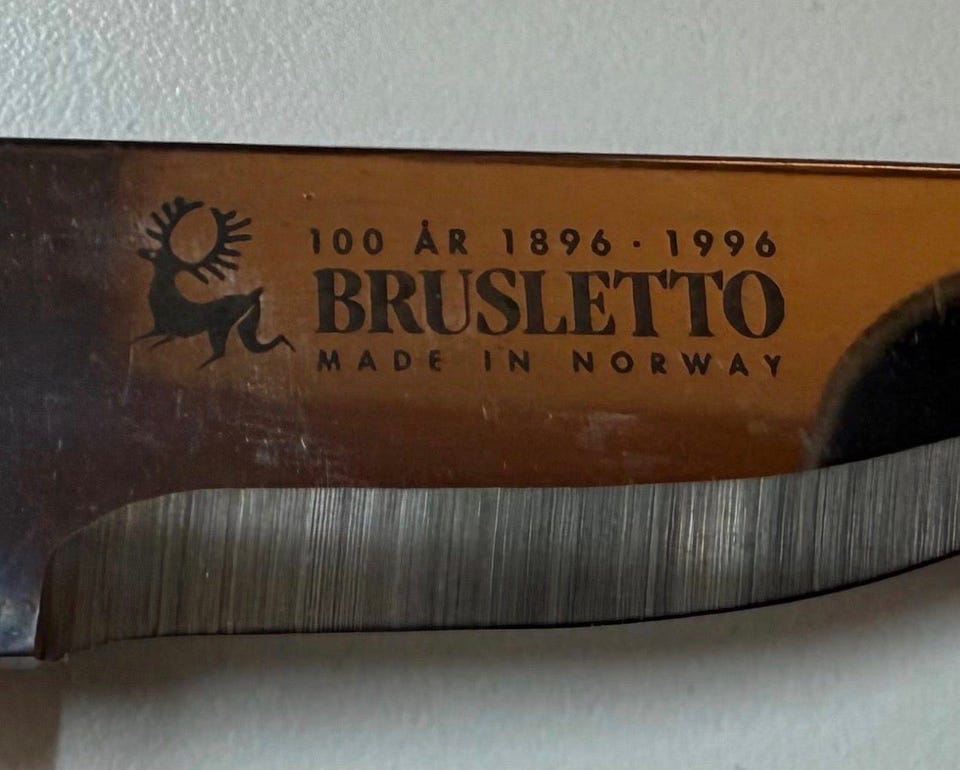 100 ÅR 1896 · 1996
BRUSLETTO
MADE IN NORWAY